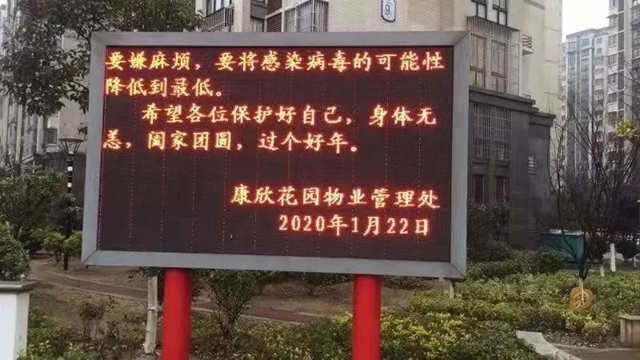 9
要嫌麻烦，要将感染病毒的可能性
降低到最低。
希望各位保护好自己，身体无
恙，阖家团圆，过个好年。
康欣花园物业管理处
2020年1月22日